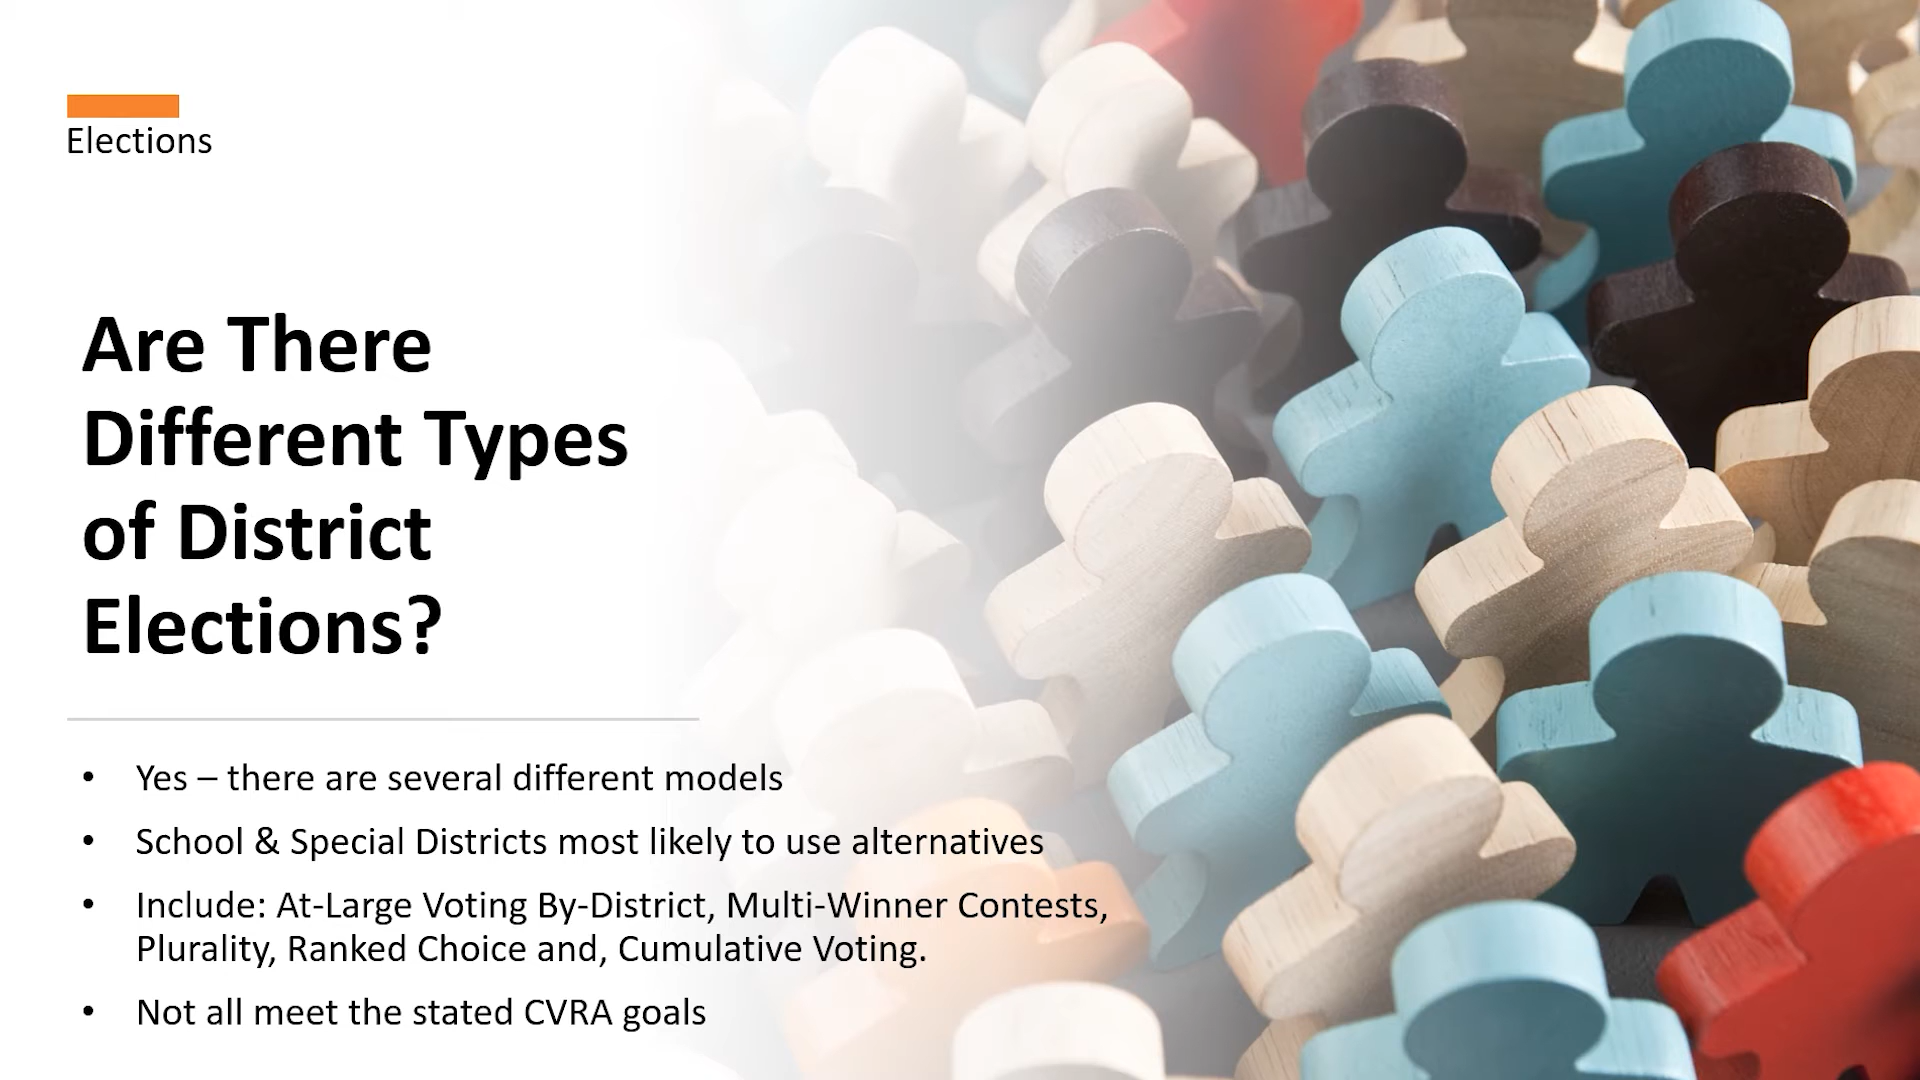 Elections
Are There
Different Types
of District
Elections?
• Yes – there are several different models
• School & Special Districts most likely to use alternatives
• Include: At-Large Voting By-District, Multi-Winner Contests,
Plurality, Ranked Choice and, Cumulative Voting.
• Not all meet the stated CVRA goals